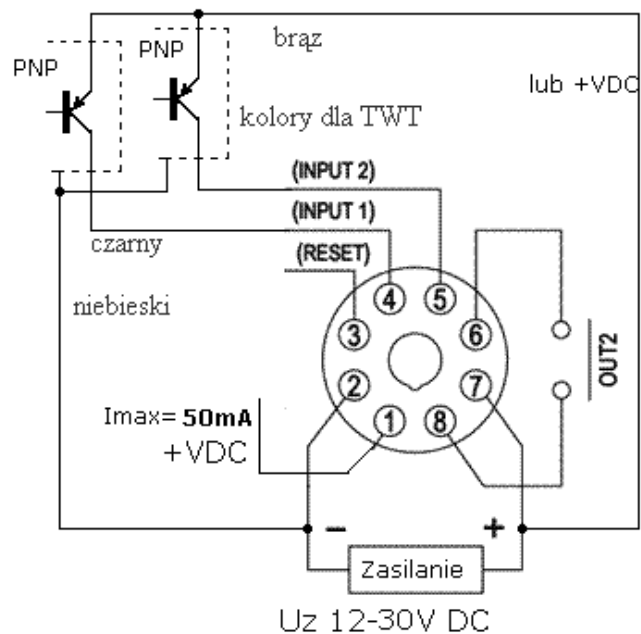 brąz
PNP
PNP
lub +VDC
kolory dla TWT
(INPUT 2)
(INPUT 1)
czarny
(RESET)
niebieski
4
5
3
6
2
7
1
8
OUT2
Imax= 50mA
+VDC
–
+
Zasilanie
Uz 12-30V DC